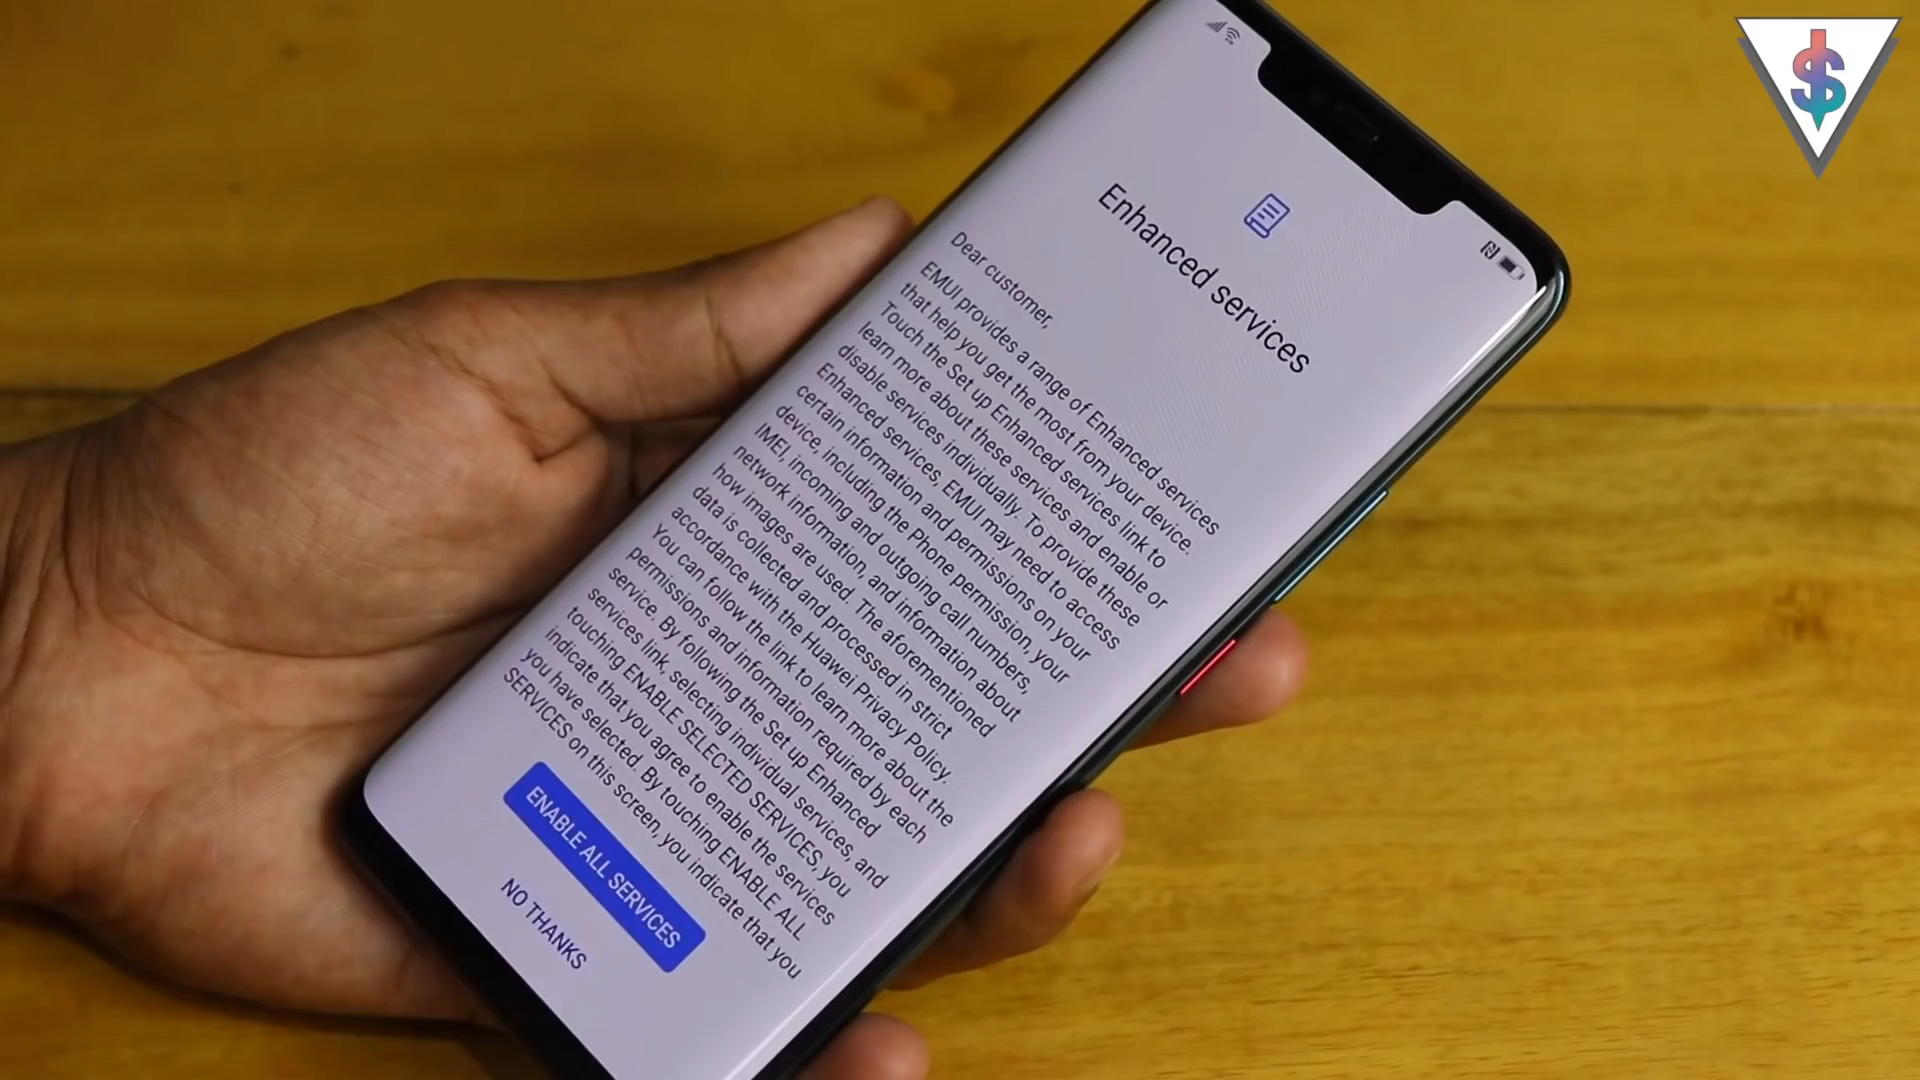 Enhanced services
Dear customer,
EMUI provides a range of Enhanced services
that help you get the most from your device.
Touch the Set up Enhanced services link to
learn more about these services and enable or
disable services individually. To provide these
Enhanced services, EMUI may need to access
certain information and permissions on your
device, including the Phone permission, your
IMEI, incoming and outgoing call numbers,
network information, and information about
how images are used. The aforementioned
data is collected and processed in strict
accordance with the Huawei Privacy Policy.
You can follow the link to learn more about the
permissions and information required by each
service. By following the Set up Enhanced
services link, selecting individual services, and
touching ENABLE SELECTED SERVICES, you
indicate that you agree to enable the services
you have selected. By touching ENABLE ALL
SERVICES on this screen, you indicate that you
ENABLE ALL SERVICES
NO THANKS